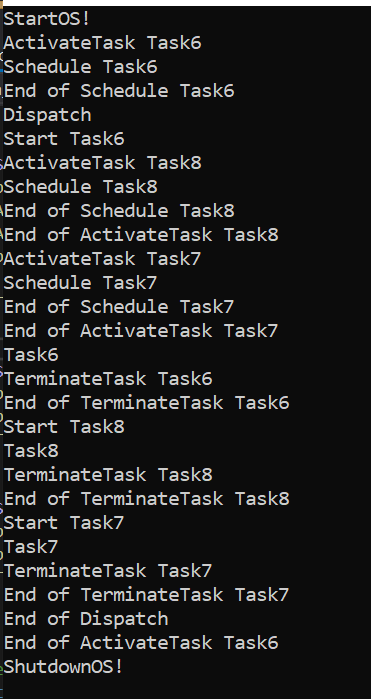 StartOS!
ActivateTask Task6
Schedule Task6
End of Schedule Task6
Dispatch
Start Task6
ActivateTask Task8
Schedule Task8
End of Schedule Task8
End of ActivateTask Task8
ActivateTask Task7
Schedule Task7
End of Schedule Task7
End of ActivateTask Task7
Task6
TerminateTask Task6
End of TerminateTask Task6
Start Task8
Task8
TerminateTask Task8
End of TerminateTask Task8
Start Task7
Task7
TerminateTask Task7
End of TerminateTask Task7
End of Dispatch
End of ActivateTask Task6
ShutdownOS!